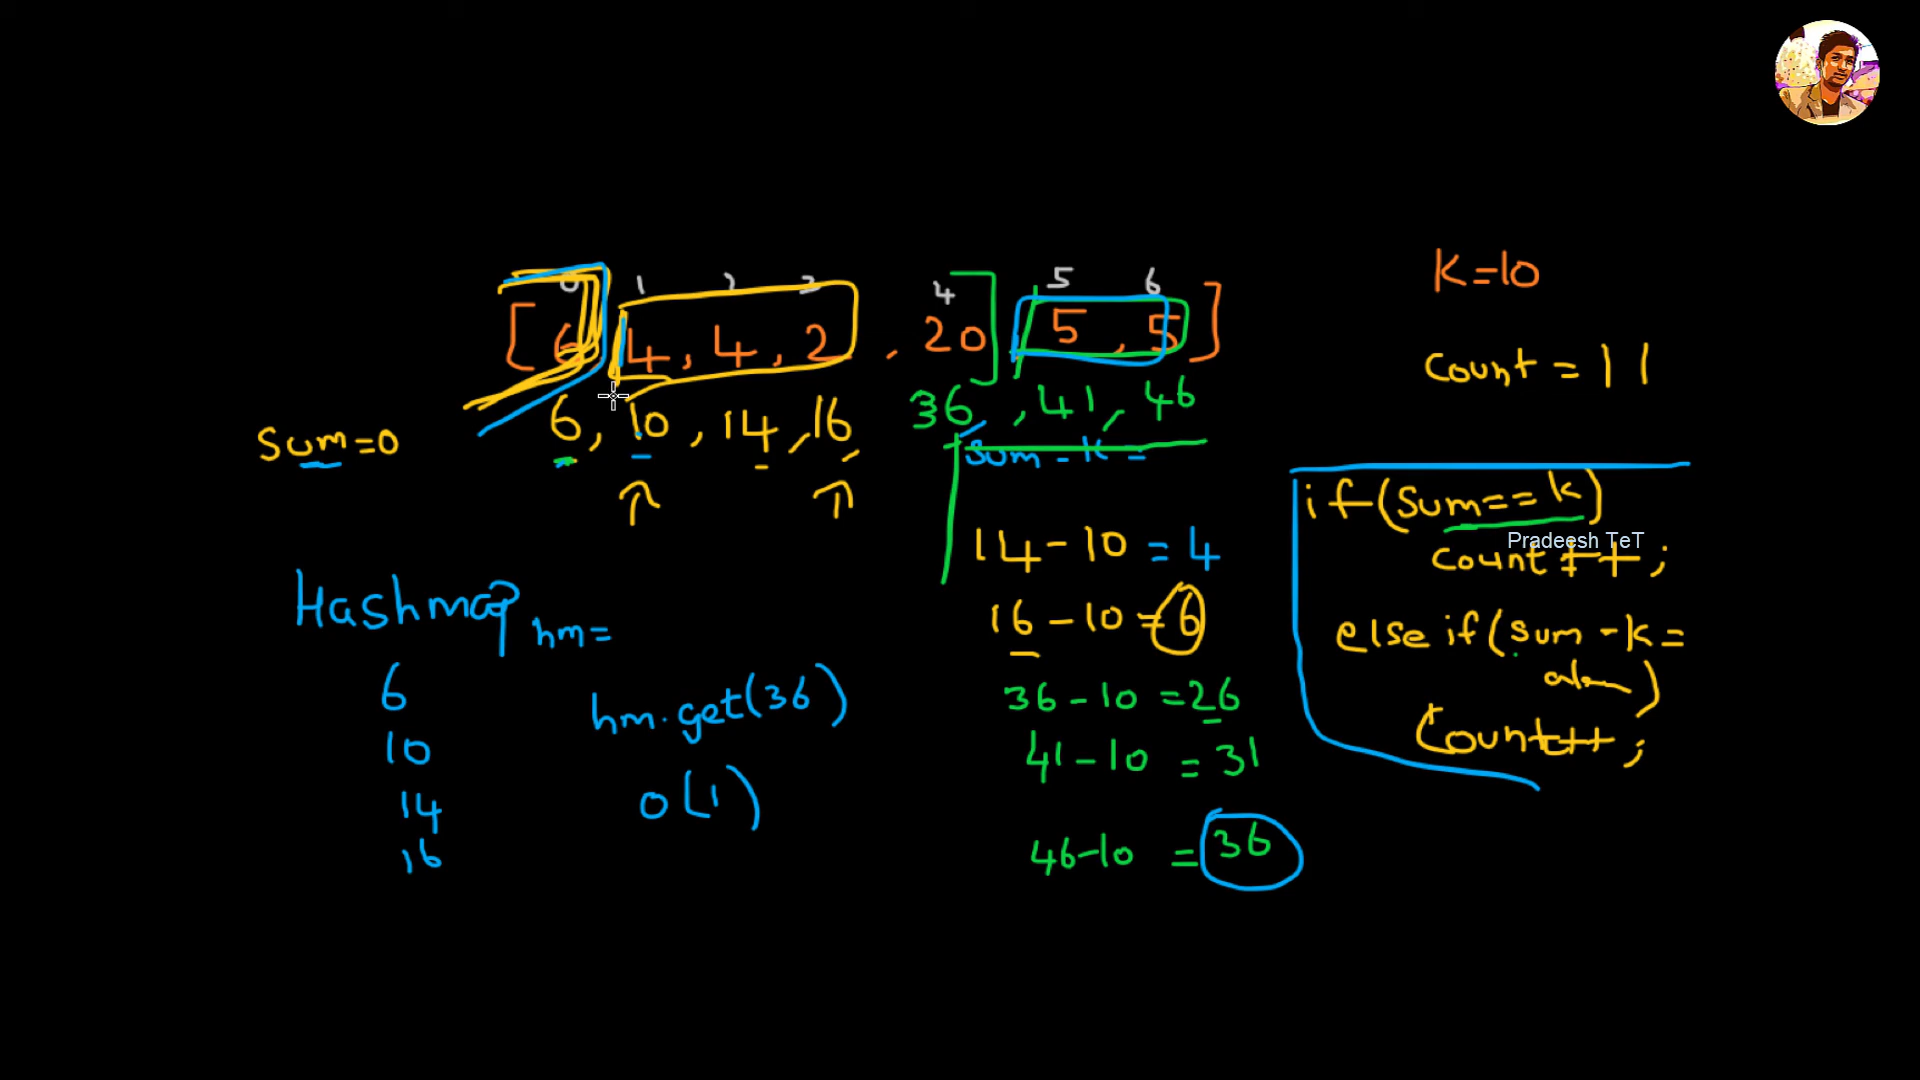 K=10
0 1 2 3 4 5 6
[6 4, 4, 2, 20 5, 5]
count = 11
6, 10, 14, 16, 36, 41, 46
sum=0
sum - k =
if(sum==k)
Pradeesh TeT
count++;
14-10 = 4
16-10 = 6
Hashmap hm=
else if(sum-k=
)
6
hm.get(36)
36-10 = 26
count++;
10
41-10 = 31
14
o(1)
16
46-10 = 36